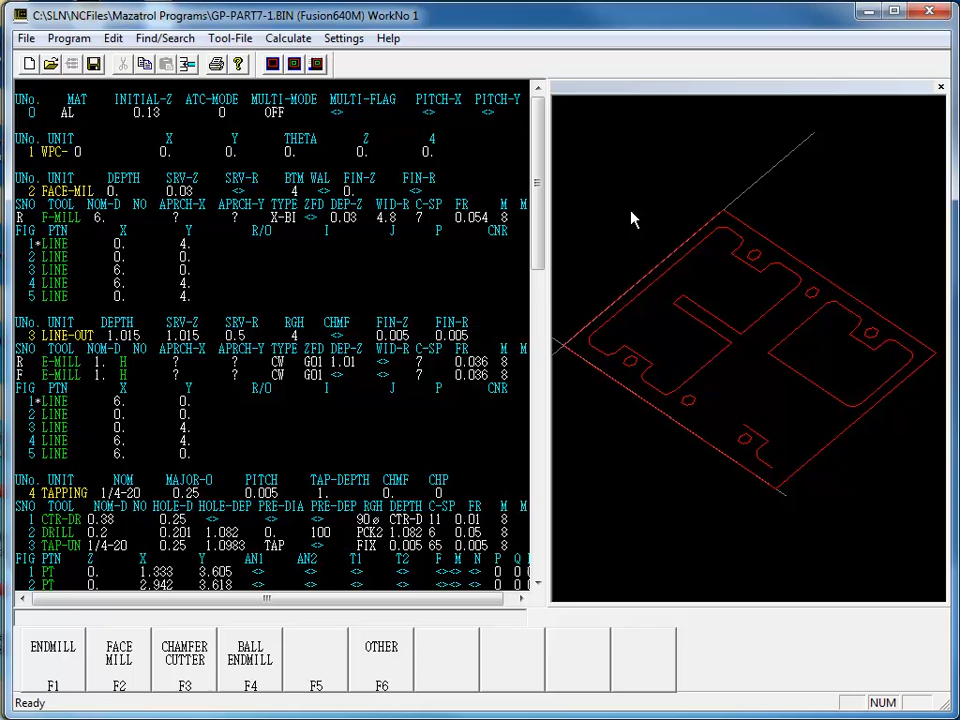 C:\SLN\NCFiles\Mazatrol Programs\GP-PART7-1.BIN (Fusion640M) WorkNo 1
File Program Edit Find/Search Tool-File Calculate Settings Help
UNo. MAT INITIAL-Z ATC-MODE MULTI-MODE MULTI-FLAG PITCH-X PITCH-Y
0 AL 0.13 0 OFF <> <> <>
UNo. UNIT X Y THETA Z 4
1 WPC- 0 0. 0. 0. 0. 0.
UNo. UNIT DEPTH SRV-Z SRV-R BTM WAL FIN-Z FIN-R
2 FACE-MIL 0. 0.03 <> 4 <> 0. <>
SNO TOOL NOM-D NO APRCH-X APRCH-Y TYPE ZFD DEP-Z WID-R C-SP FR M M
R F-MILL 6. ? ? X-BI <> 0.03 4.8 7 0.054 8
FIG PTN X Y R/O I J P CNR
1*LINE 0. 4.
2 LINE 0. 0.
3 LINE 6. 0.
4 LINE 6. 4.
5 LINE 0. 4.
UNo. UNIT DEPTH SRV-Z SRV-R RGH CHMF FIN-Z FIN-R
3 LINE-OUT 1.015 1.015 0.5 4 <> 0.005 0.005
SNO TOOL NOM-D NO APRCH-X APRCH-Y TYPE ZFD DEP-Z WID-R C-SP FR M M
R E-MILL 1. H ? ? CW G01 1.01 <> ? 0.036 8
F E-MILL 1. H ? ? CW G01 <> <> ? 0.036 8
FIG PTN X Y R/O I J P CNR
1*LINE 6. 0.
2 LINE 0. 0.
3 LINE 0. 4.
4 LINE 6. 4.
5 LINE 6. 0.
UNo. UNIT NOM MAJOR-O PITCH TAP-DEPTH CHMF CHP
4 TAPPING 1/4-20 0.25 0.005 1. 0. 0
SNO TOOL NOM-D HOLE-D HOLE-DEP PRE-DIA PRE-DEP RGH DEPTH C-SP FR M M
1 CTR-DR 0.38 0.25 <> <> <> 90ø CTR-D 11 0.01 8
2 DRILL 0.2 0.201 1.082 0. 100 PCK2 1.082 6 0.005 8
3 TAP-UN 1/4-20 0.25 1.0983 TAP <> FIX 0.005 65 0.005 8
FIG PTN Z X Y AN1 AN2 T1 T2 F M N P Q
1 PT 0. 1.333 3.605 <> <> <> <> <><><> 0 0
2 PT 0. 2.942 3.618 <> <> <> <> <><><> 0 0
ENDMILL F1
FACE MILL F2
CHAMFER CUTTER F3
BALL ENDMILL F4
F5
OTHER F6
Ready NUM